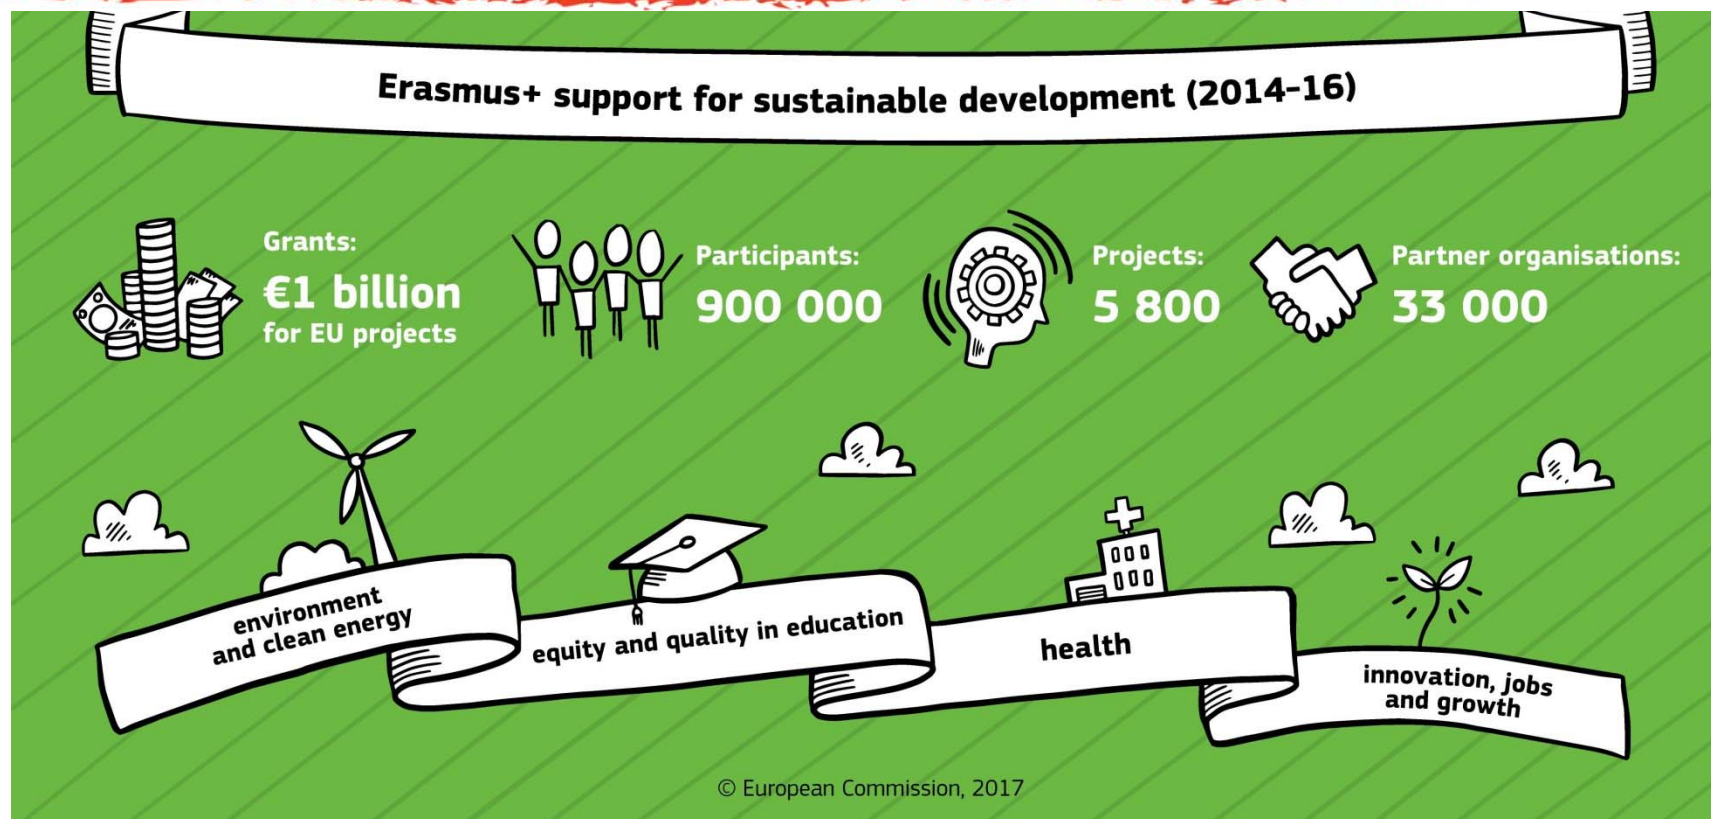 Erasmus+ support for sustainable development (2014-16)
Grants:
€1 billion
for EU projects
Participants:
900 000
Projects:
5 800
Partner organisations:
33 000
environment
and clean energy
equity and quality in education
health
innovation, jobs
and growth
© European Commission, 2017